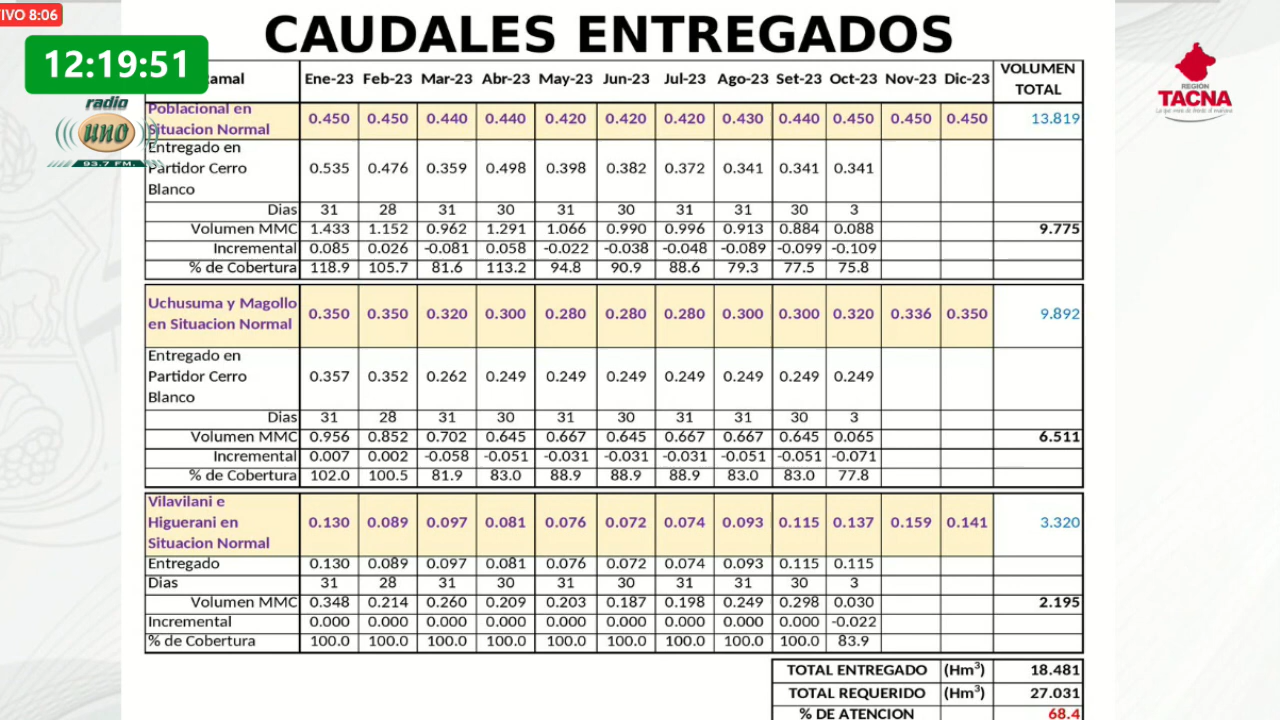 IVO 8:06
12:19:51
radio
uno
93.7 FM.
CAUDALES ENTREGADOS
REGION
TACNA
Ramal Ene-23 Feb-23 Mar-23 Abr-23 May-23 Jun-23 Jul-23 Ago-23 Set-23 Oct-23 Nov-23 Dic-23 VOLUMEN TOTAL
Poblacional en
Situacion Normal 0.450 0.450 0.440 0.440 0.420 0.420 0.420 0.430 0.440 0.450 0.450 0.450 13.819
Entregado en
Partidor Cerro
Blanco 0.535 0.476 0.359 0.498 0.398 0.382 0.372 0.341 0.341 0.341
Dias 31 28 31 30 31 30 31 31 30 3
Volumen MMC 1.433 1.152 0.962 1.291 1.066 0.990 0.996 0.913 0.884 0.088 9.775
Incremental 0.085 0.026 -0.081 0.058 -0.022 -0.038 -0.048 -0.089 -0.099 -0.109
% de Cobertura 118.9 105.7 81.6 113.2 94.8 90.9 88.6 79.3 77.5 75.8
Uchusuma y Magollo
en Situacion Normal 0.350 0.350 0.320 0.300 0.280 0.280 0.280 0.300 0.300 0.320 0.336 0.350 9.892
Entregado en
Partidor Cerro
Blanco 0.357 0.352 0.262 0.249 0.249 0.249 0.249 0.249 0.249 0.249
Dias 31 28 31 30 31 30 31 31 30 3
Volumen MMC 0.956 0.852 0.702 0.645 0.667 0.645 0.667 0.667 0.645 0.065 6.511
Incremental 0.007 0.002 -0.058 -0.051 -0.031 -0.031 -0.031 -0.051 -0.051 -0.071
% de Cobertura 102.0 100.5 81.9 83.0 88.9 88.9 88.9 83.0 83.0 77.8
Vilavilani e
Higuerani en
Situacion Normal 0.130 0.089 0.097 0.081 0.076 0.072 0.074 0.093 0.115 0.137 0.159 0.141 3.320
Entregado 0.130 0.089 0.097 0.081 0.076 0.072 0.074 0.093 0.115 0.115
Dias 31 28 31 30 31 30 31 31 30 3
Volumen MMC 0.348 0.214 0.260 0.209 0.203 0.187 0.198 0.249 0.298 0.030 2.195
Incremental 0.000 0.000 0.000 0.000 0.000 0.000 0.000 0.000 0.000 -0.022
% de Cobertura 100.0 100.0 100.0 100.0 100.0 100.0 100.0 100.0 100.0 83.9
TOTAL ENTREGADO (Hm³) 18.481
TOTAL REQUERIDO (Hm³) 27.031
% DE ATENCION 68.4